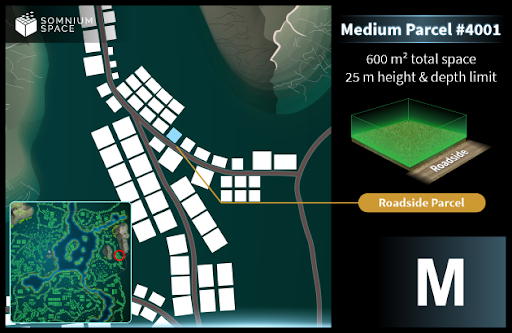 SOMNIUM
SPACE
Medium Parcel #4001
600 m² total space
25 m height & depth limit
Roadside
Roadside Parcel
M